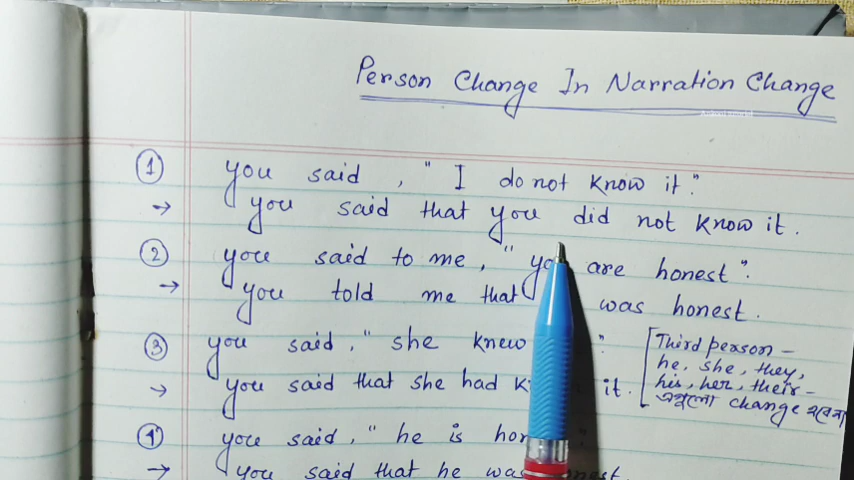 Person Change In Narration Change
① you said, "I do not know it".
→ you said that you did not know it.
② you said to me, "you are honest".
→ you told me that was honest.
③ you said, "she knew "
→ you said that she had it.
[Third person -
he, she, they,
his, her, their -
এগুলো change হবেনা
④ you said, "he is
→ you said that he was honest.